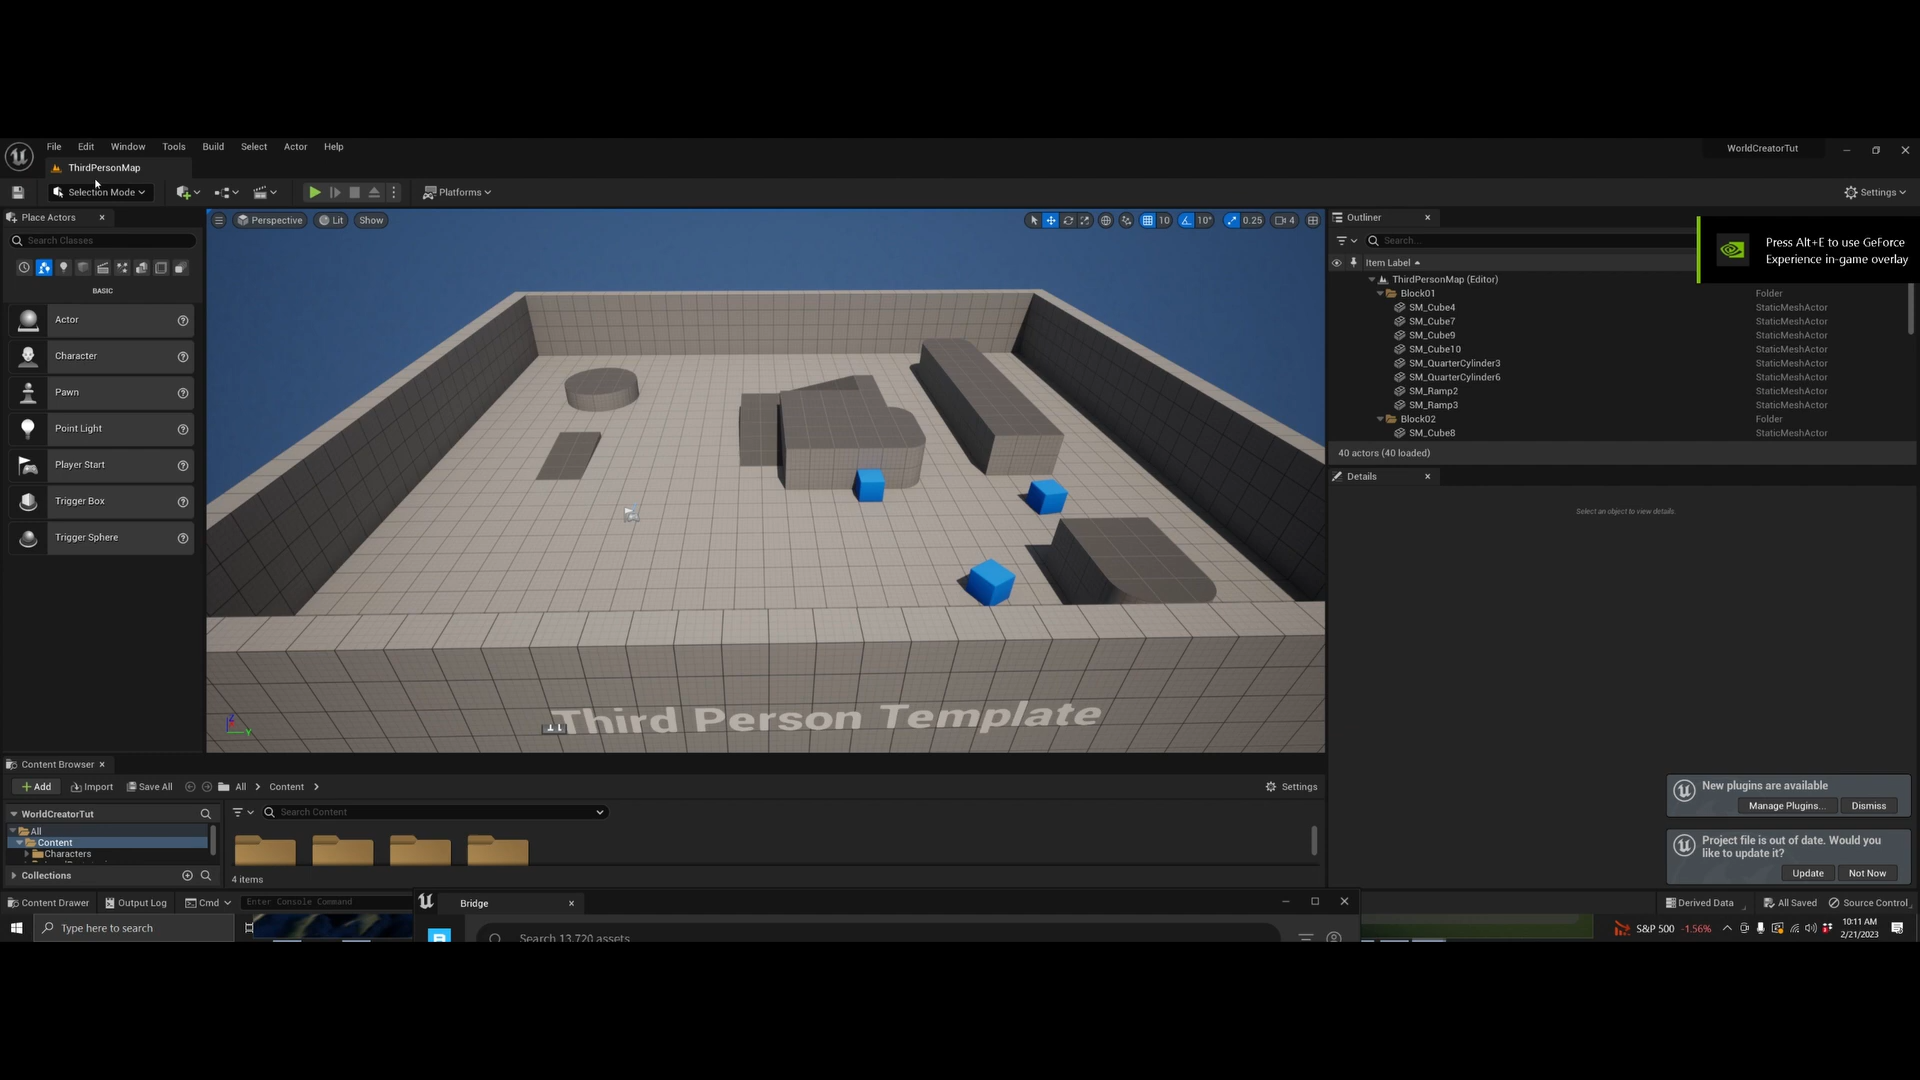 File Edit Window Tools Build Select Actor Help
WorldCreatorTut
ThirdPersonMap
Selection Mode
Platforms
Settings
Place Actors
Search Classes
BASIC
Actor
Character
Pawn
Point Light
Player Start
Trigger Box
Trigger Sphere
Perspective
Lit
Show
10
10°
0.25
4
Third Person Template
Outliner
Search...
Item Label
ThirdPersonMap (Editor)
Block01 Folder
SM_Cube4 StaticMeshActor
SM_Cube7 StaticMeshActor
SM_Cube9 StaticMeshActor
SM_Cube10 StaticMeshActor
SM_QuarterCylinder3 StaticMeshActor
SM_QuarterCylinder6 StaticMeshActor
SM_Ramp2 StaticMeshActor
SM_Ramp3 StaticMeshActor
Block02 Folder
SM_Cube8 StaticMeshActor
40 actors (40 loaded)
Press Alt+E to use GeForce
Experience in-game overlay
Details
Select an object to view details.
Content Browser
Add Import Save All All Content Settings
WorldCreatorTut
All
Content
Characters
Collections
Search Content
4 items
New plugins are available
Manage Plugins... Dismiss
Project file is out of date. Would you
like to update it?
Update Not Now
Content Drawer Output Log Cmd Enter Console Command
Bridge
Search 13,720 assets
Derived Data All Saved Source Control
Type here to search
S&P 500 -1.56%
10:11 AM
2/21/2023